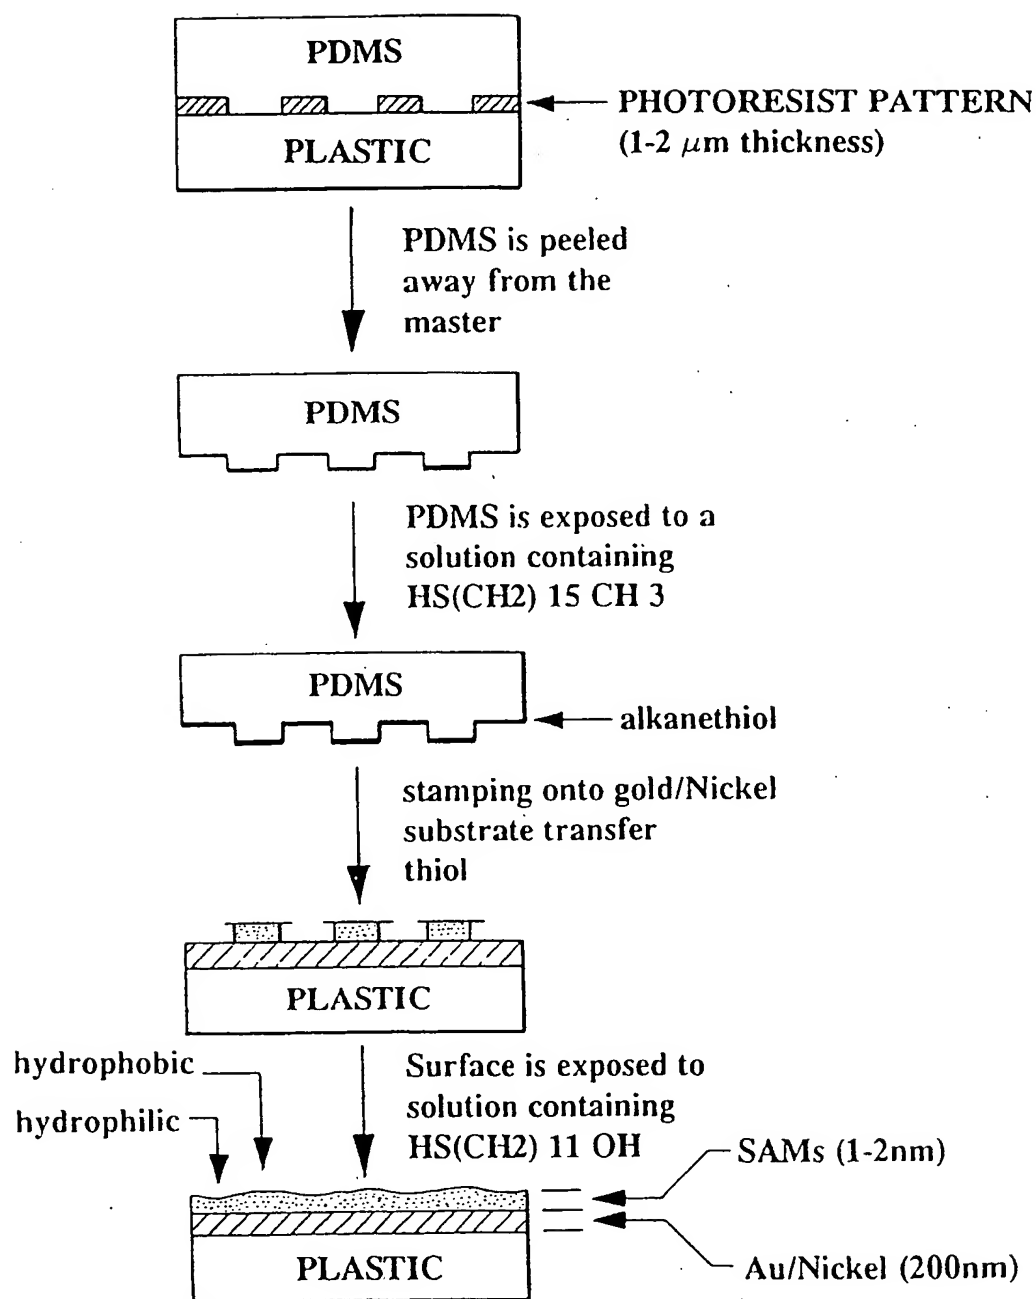 PDMS
PHOTORESIST PATTERN
(1-2 μm thickness)
PLASTIC
PDMS is peeled
away from the
master
PDMS
PDMS is exposed to a
solution containing
HS(CH2) 15 CH 3
PDMS
alkanethiol
stamping onto gold/Nickel
substrate transfer
thiol
PLASTIC
hydrophobic
hydrophilic
Surface is exposed to
solution containing
HS(CH2) 11 OH
SAMs (1-2nm)
PLASTIC
Au/Nickel (200nm)